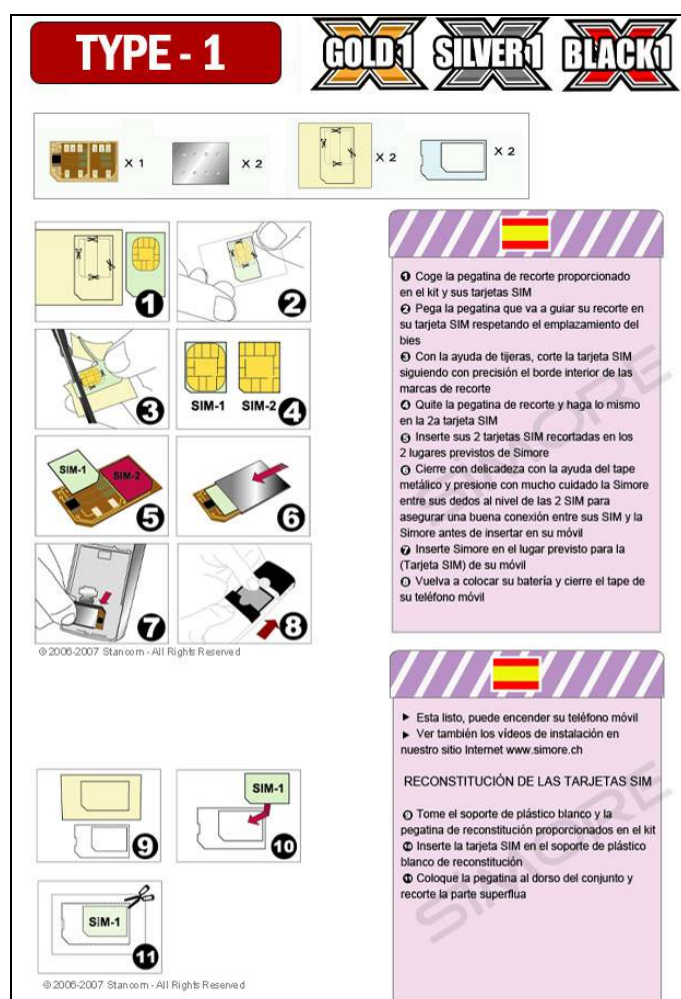 TYPE - 1
GOLD 1
SILVER 1
BLACK 1
X 1
X 2
X 2
X 2
1
2
3
SIM-1
SIM-2
4
SIM-1
SIM-2
5
6
7
8
© 2006-2007 Stancom - All Rights Reserved
❶ Coge la pegatina de recorte proporcionado
en el kit y sus tarjetas SIM
❷ Pega la pegatina que va a guiar su recorte en
su tarjeta SIM respetando el emplazamiento del
bies
❸ Con la ayuda de tijeras, corte la tarjeta SIM
siguiendo con precisión el borde interior de las
marcas de recorte
❹ Quite la pegatina de recorte y haga lo mismo
en la 2a tarjeta SIM
❺ Inserte sus 2 tarjetas SIM recortadas en los
2 lugares previstos de Simore
❻ Cierre con delicadeza con la ayuda del tape
metálico y presione con mucho cuidado la Simore
entre sus dedos al nivel de las 2 SIM para
asegurar una buena conexión entre sus SIM y la
Simore antes de insertar en su móvil
❼ Inserte Simore en el lugar previsto para la
(Tarjeta SIM) de su móvil
❽ Vuelva a colocar su batería y cierre el tape de
su teléfono móvil
SIMORE
► Esta listo, puede encender su teléfono móvil
► Ver también los vídeos de instalación en
nuestro sitio Internet www.simore.ch
RECONSTITUCIÓN DE LAS TARJETAS SIM
❾ Tome el soporte de plástico blanco y la
pegatina de reconstitución proporcionados en el kit
❿ Inserte la tarjeta SIM en el soporte de plástico
blanco de reconstitución
⓫ Coloque la pegatina al dorso del conjunto y
recorte la parte superflua
SIMORE
9
SIM-1
10
SIM-1
11
© 2006-2007 Stancom - All Rights Reserved